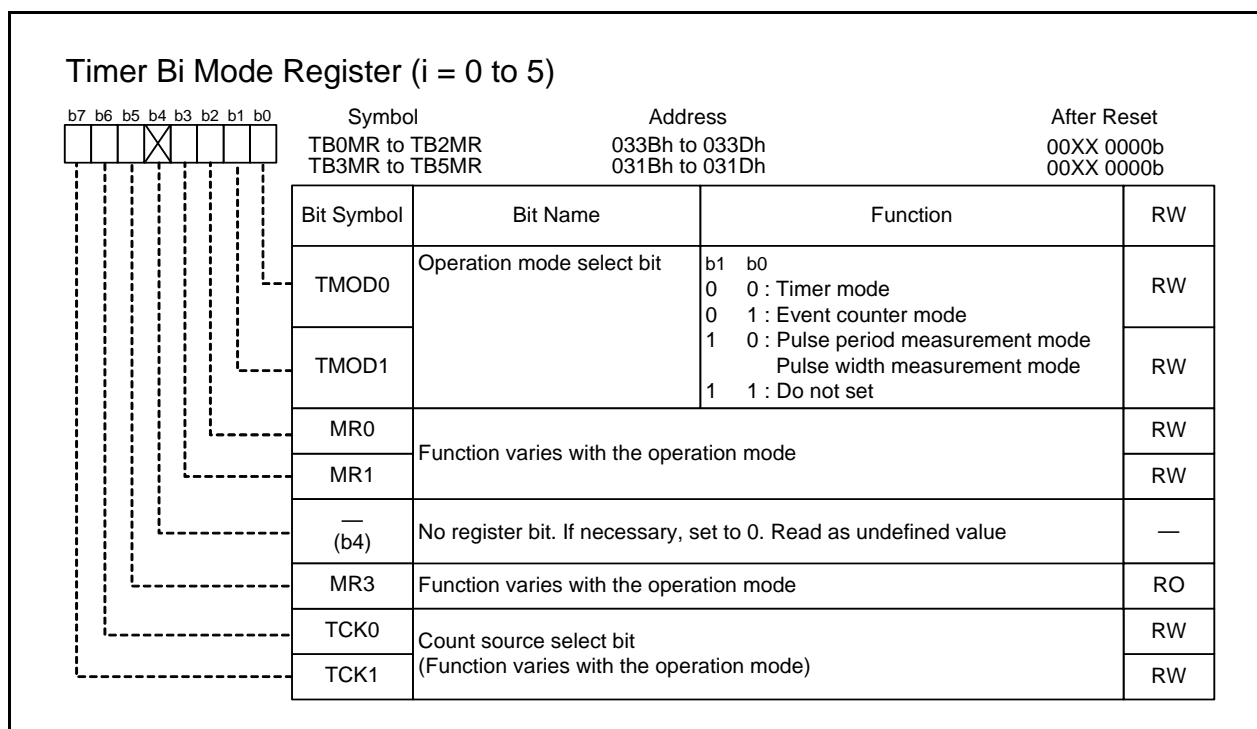 Timer Bi Mode Register (i = 0 to 5)
b7 b6 b5 b4 b3 b2 b1 b0
Symbol Address After Reset
TB0MR to TB2MR 033Bh to 033Dh 00XX 0000b
TB3MR to TB5MR 031Bh to 031Dh 00XX 0000b
Bit Symbol Bit Name Function RW
TMOD0 Operation mode select bit RW
b1 b0
0 0 : Timer mode
0 1 : Event counter mode
1 0 : Pulse period measurement mode
Pulse width measurement mode
1 1 : Do not set
TMOD1 RW
MR0 Function varies with the operation mode RW
MR1 RW
—
(b4) No register bit. If necessary, set to 0. Read as undefined value —
MR3 Function varies with the operation mode RO
TCK0 Count source select bit RW
(Function varies with the operation mode)
TCK1 RW